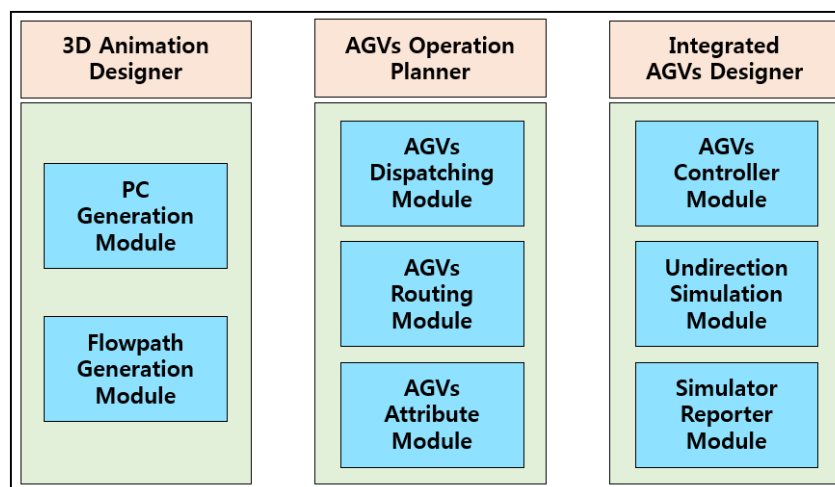 3D Animation
Designer
PC
Generation
Module
Flowpath
Generation
Module
AGVs Operation
Planner
AGVs
Dispatching
Module
AGVs
Routing
Module
AGVs
Attribute
Module
Integrated
AGVs Designer
AGVs
Controller
Module
Undirection
Simulation
Module
Simulator
Reporter
Module